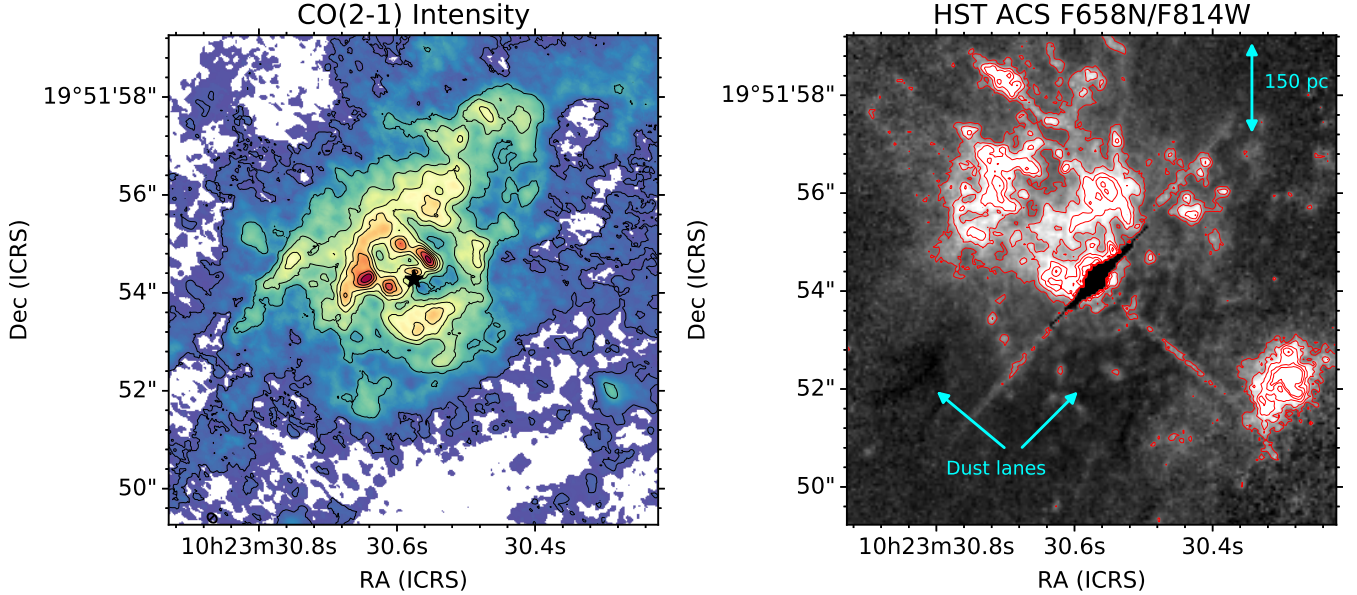 CO(2-1) Intensity
19°51'58"
56"
54"
52"
50"
Dec (ICRS)
10h23m30.8s
30.6s
30.4s
RA (ICRS)
HST ACS F658N/F814W
150 pc
19°51'58"
56"
54"
52"
50"
Dec (ICRS)
Dust lanes
10h23m30.8s
30.6s
30.4s
RA (ICRS)